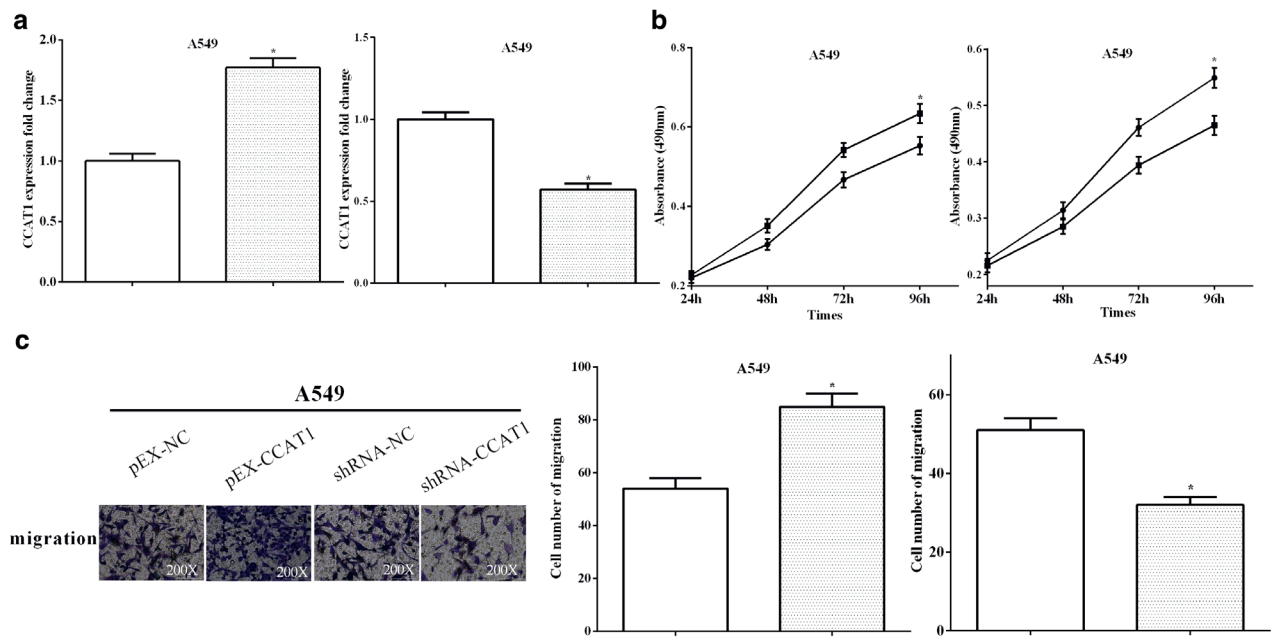 a
A549
*
CCAT1 expression fold change
2.0
1.5
1.0
0.5
0.0
A549
*
CCAT1 expression fold change
1.5
1.0
0.5
0.0
b
A549
*
Absorbance (490nm)
0.8
0.6
0.4
0.2
24h 48h 72h 96h
Times
A549
*
Absorbance (490nm)
0.6
0.5
0.4
0.3
0.2
24h 48h 72h 96h
Times
c
A549
pEX-NC
pEX-CCAT1
shRNA-NC
shRNA-CCAT1
migration
200X
200X
200X
200X
A549
*
Cell number of migration
100
80
60
40
20
0
A549
*
Cell number of migration
60
40
20
0